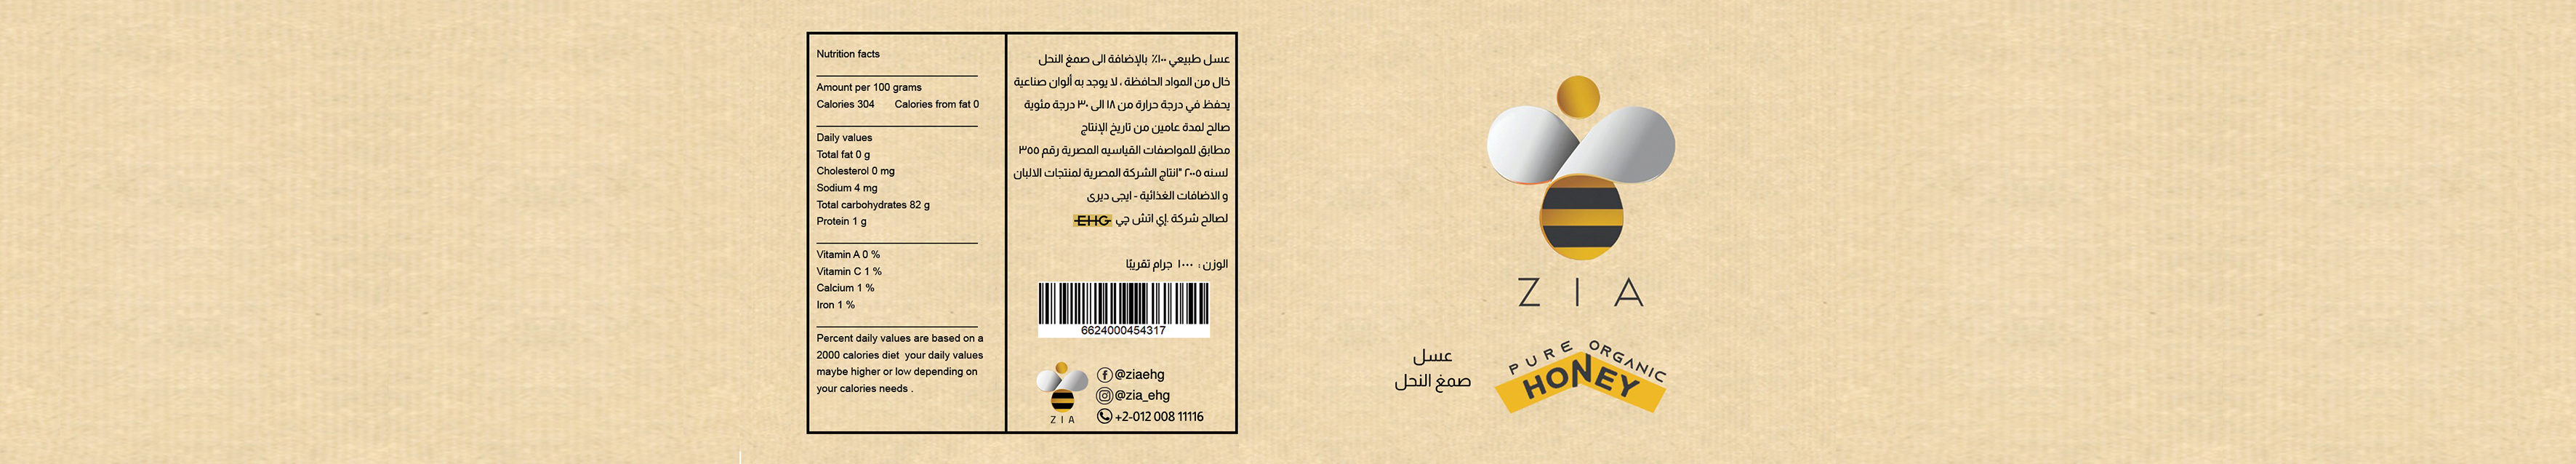 Nutrition facts
Amount per 100 grams
Calories 304 Calories from fat 0
Daily values
Total fat 0 g
Cholesterol 0 mg
Sodium 4 mg
Total carbohydrates 82 g
Protein 1 g
Vitamin A 0 %
Vitamin C 1 %
Calcium 1 %
Iron 1 %
Percent daily values are based on a
2000 calories diet your daily values
maybe higher or low depending on
your calories needs .
عسل طبيعي ١٠٠٪ بالإضافة الى صمغ النحل
خال من المواد الحافظة ، لا يوجد به ألوان صناعية
يحفظ في درجة حرارة من ١٨ الى ٣٠ درجة مئوية
صالح لمدة عامين من تاريخ الإنتاج
مطابق للمواصفات القياسيه المصرية رقم ٣٥٥
لسنه ٢٠٠٥ "انتاج الشركة المصرية لمنتجات الالبان
و الاضافات الغذائية - ايجى ديرى
لصالح شركة .إي اتش جي EHG
الوزن : ١٠٠٠ جرام تقريبًا
6624000454317
@ziaehg
@zia_ehg
+2-012 008 11116
ZIA
ZIA
عسل
صمغ النحل
PURE ORGANIC
HONEY